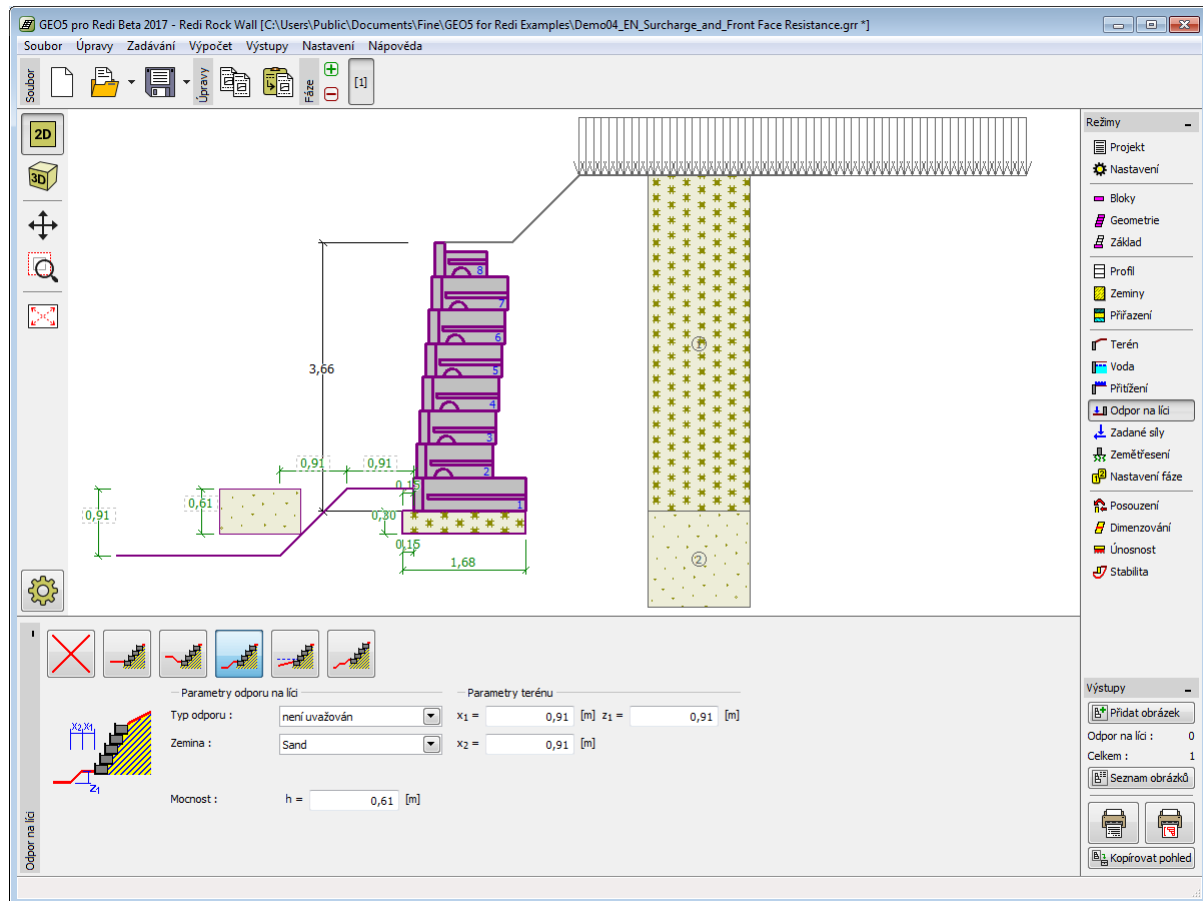 GEO5 pro Redi Beta 2017 - Redi Rock Wall [C:\Users\Public\Documents\Fine\GEO5 for Redi Examples\Demo04_EN_Surcharge_and_Front Face Resistance.grr *]
Soubor Úpravy Zadávání Výpočet Výstupy Nastavení Nápověda
Soubor
Úpravy
Fáze
[1]
2D
3D
3,66
8
7
6
5
4
3
2
1
0,91 0,91
0,15
0,61
0,91
0,30
0,15
1,68
1
2
Režimy
Projekt
Nastavení
Bloky
Geometrie
Základ
Profil
Zeminy
Přiřazení
Terén
Voda
Přitížení
Odpor na líci
Zadané síly
Zemětřesení
Nastavení fáze
Posouzení
Dimenzování
Únosnost
Stabilita
Odpor na líci
Parametry odporu na líci
Typ odporu : není uvažován
Zemina : Sand
Mocnost : h = 0,61 [m]
Parametry terénu
x1 = 0,91 [m] z1 = 0,91 [m]
x2 = 0,91 [m]
x2 x1
z1
Výstupy
Přidat obrázek
Odpor na líci : 0
Celkem : 1
Seznam obrázků
Kopírovat pohled